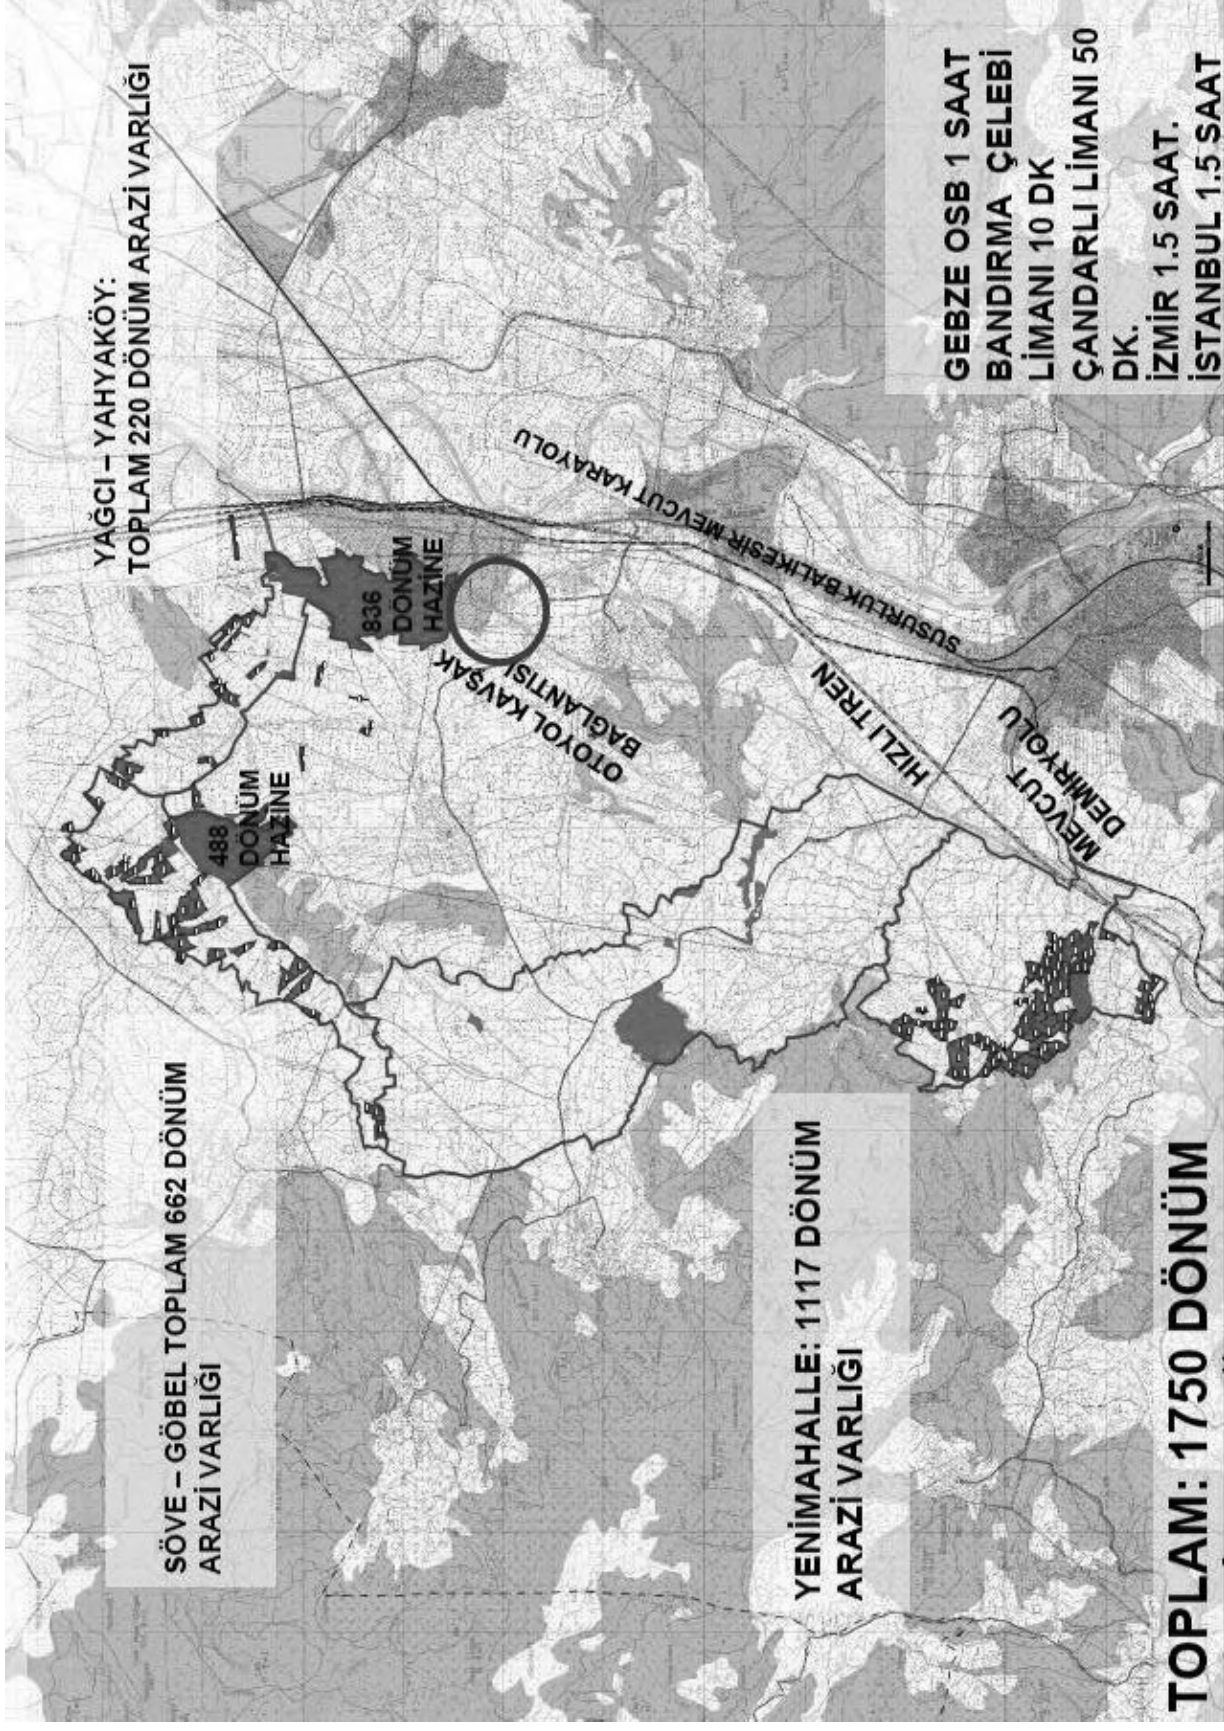 YAĞCI – YAHYAKÖY:
TOPLAM 220 DÖNÜM ARAZİ VARLIĞI
SÖVE – GÖBEL TOPLAM 662 DÖNÜM
ARAZİ VARLIĞI
488
DÖNÜM
HAZİNE
836
DÖNÜM
HAZİNE
OTOYOL KAVŞAK
BAĞLANTISI
SUSURLUK BALIKESİR MEVCUT KARAYOLU
HIZLI TREN
MEVCUT
DEMİRYOLU
YENİMAHALLE: 1117 DÖNÜM
ARAZİ VARLIĞI
GEBZE OSB 1 SAAT
BANDIRMA ÇELEBİ
LİMANI 10 DK
ÇANDARLI LİMANI 50
DK.
İZMİR 1.5 SAAT.
İSTANBUL 1.5 SAAT
TOPLAM: 1750 DÖNÜM